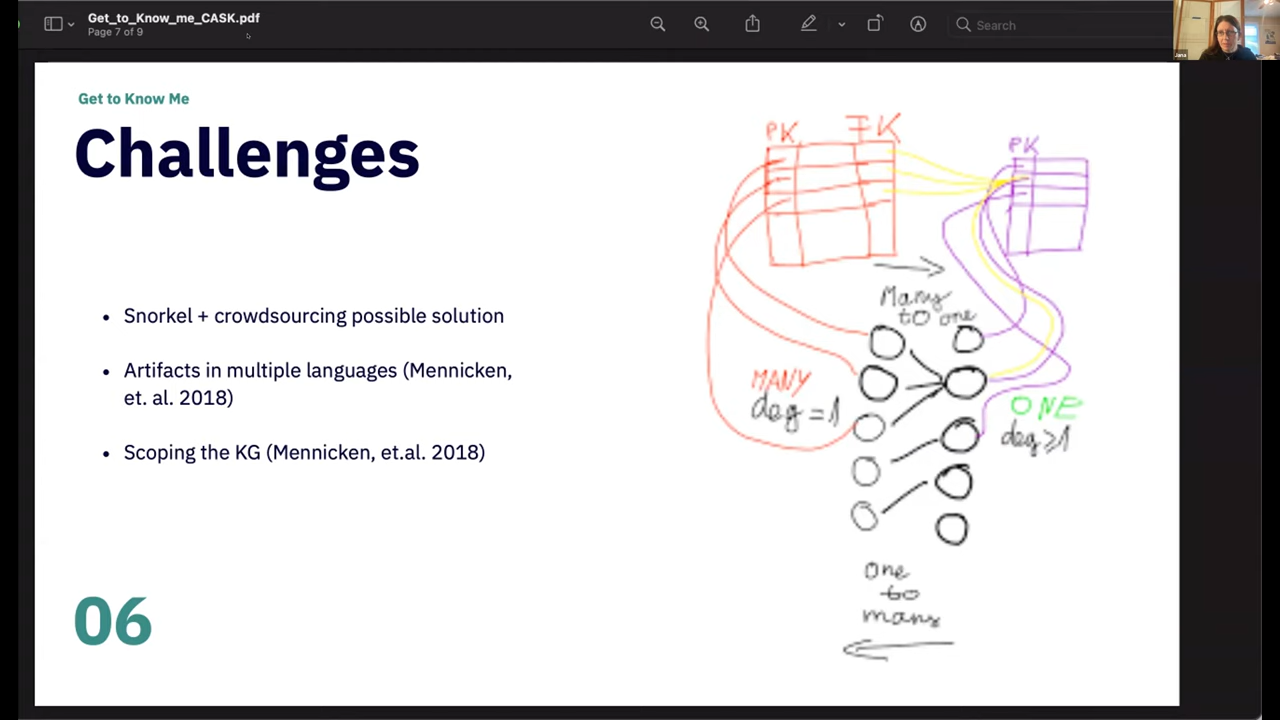 Get_to_Know_me_CASK.pdf
Page 7 of 9
Search
Jana
Get to Know Me
Challenges
• Snorkel + crowdsourcing possible solution
• Artifacts in multiple languages (Mennicken,
et. al. 2018)
• Scoping the KG (Mennicken, et.al. 2018)
06
PK FK
PK
Many
to one
MANY
deg = 1
ONE
deg ≥ 1
One
to
many